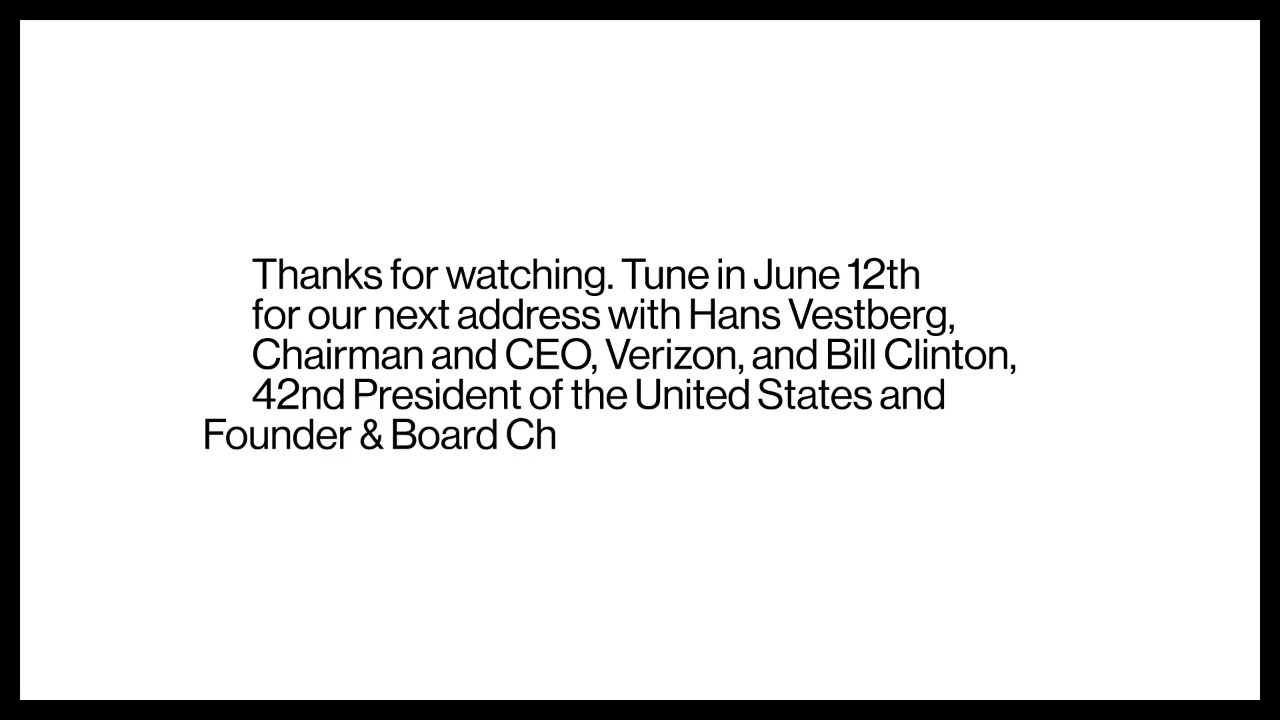 Thanks for watching. Tune in June 12th
for our next address with Hans Vestberg,
Chairman and CEO, Verizon, and Bill Clinton,
42nd President of the United States and
Founder & Board Ch